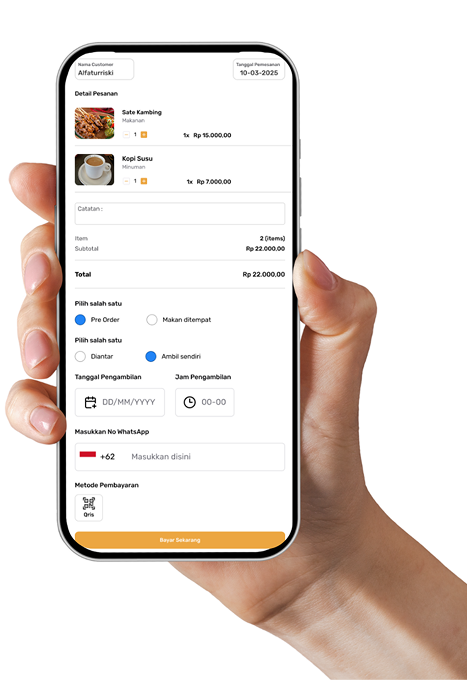 Nama Customer
Alfaturriski
Tanggal Pemesanan
10-03-2025
Detail Pesanan
Sate Kambing
Makanan
1
1x Rp 15.000,00
Kopi Susu
Minuman
1
1x Rp 7.000,00
Catatan :
Item 2 (items)
Subtotal Rp 22.000,00
Total Rp 22.000,00
Pilih salah satu
Pre Order Makan ditempat
Pilih salah satu
Diantar Ambil sendiri
Tanggal Pengambilan Jam Pengambilan
DD/MM/YYYY 00-00
Masukkan No WhatsApp
+62 Masukkan disini
Metode Pembayaran
Qris
Bayar Sekarang